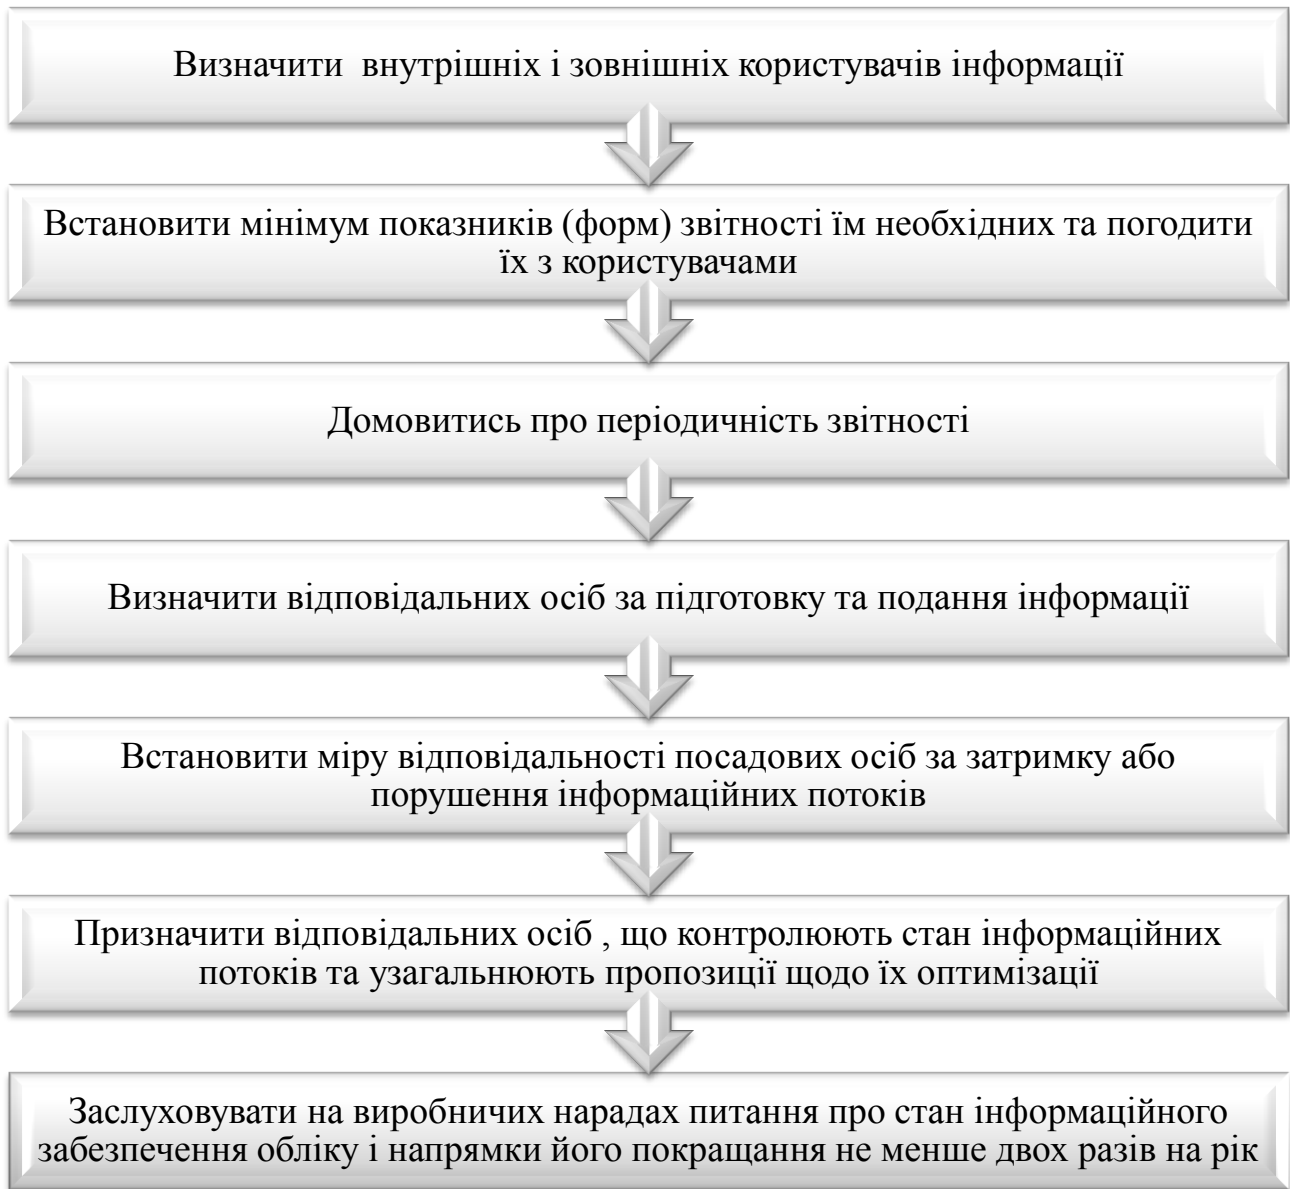 Визначити  внутрішніх і зовнішніх користувачів інформації
Встановити мінімум показників (форм) звітності їм необхідних та погодити
їх з користувачами
Домовитись про періодичність звітності
Визначити відповідальних осіб за підготовку та подання інформації
Встановити міру відповідальності посадових осіб за затримку або
порушення інформаційних потоків
Призначити відповідальних осіб , що контролюють стан інформаційних
потоків та узагальнюють пропозиції щодо їх оптимізації
Заслуховувати на виробничих нарадах питання про стан інформаційного
забезпечення обліку і напрямки його покращання не менше двох разів на рік